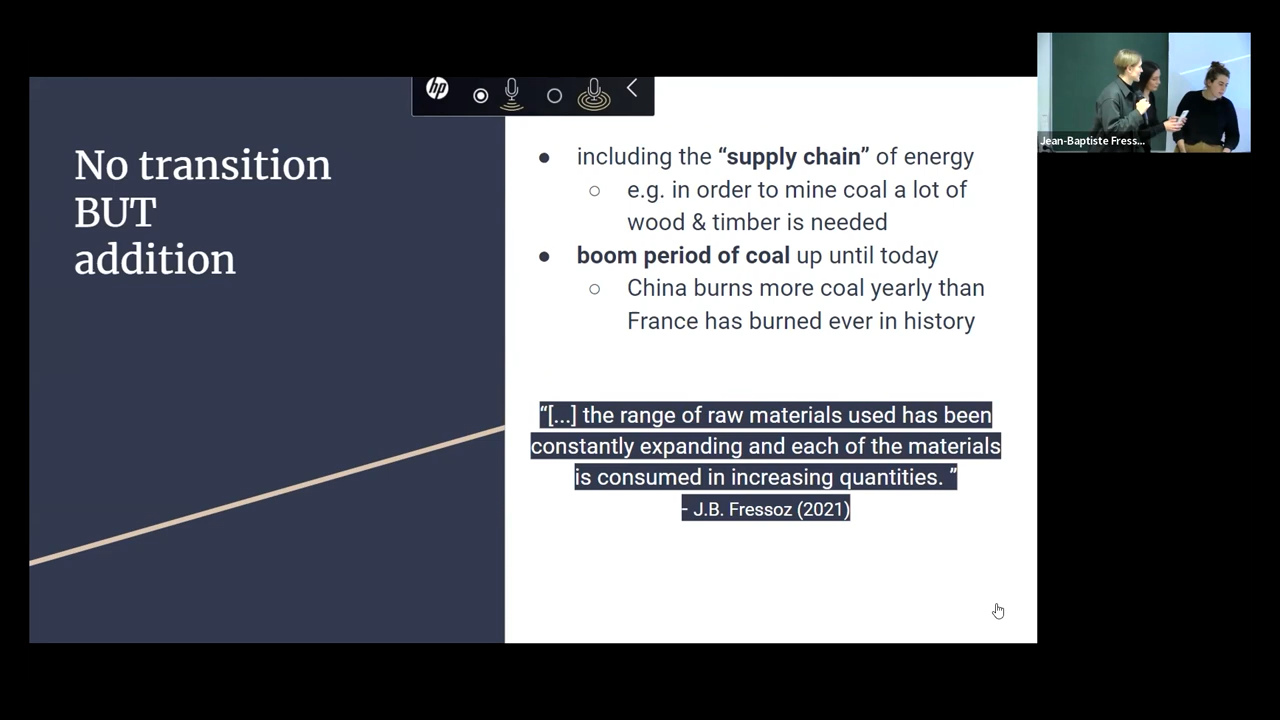 hp
No transition
BUT
addition
● including the “supply chain” of energy
○ e.g. in order to mine coal a lot of
wood & timber is needed
● boom period of coal up until today
○ China burns more coal yearly than
France has burned ever in history
“[...] the range of raw materials used has been
constantly expanding and each of the materials
is consumed in increasing quantities. ”
- J.B. Fressoz (2021)
Jean-Baptiste Fress...